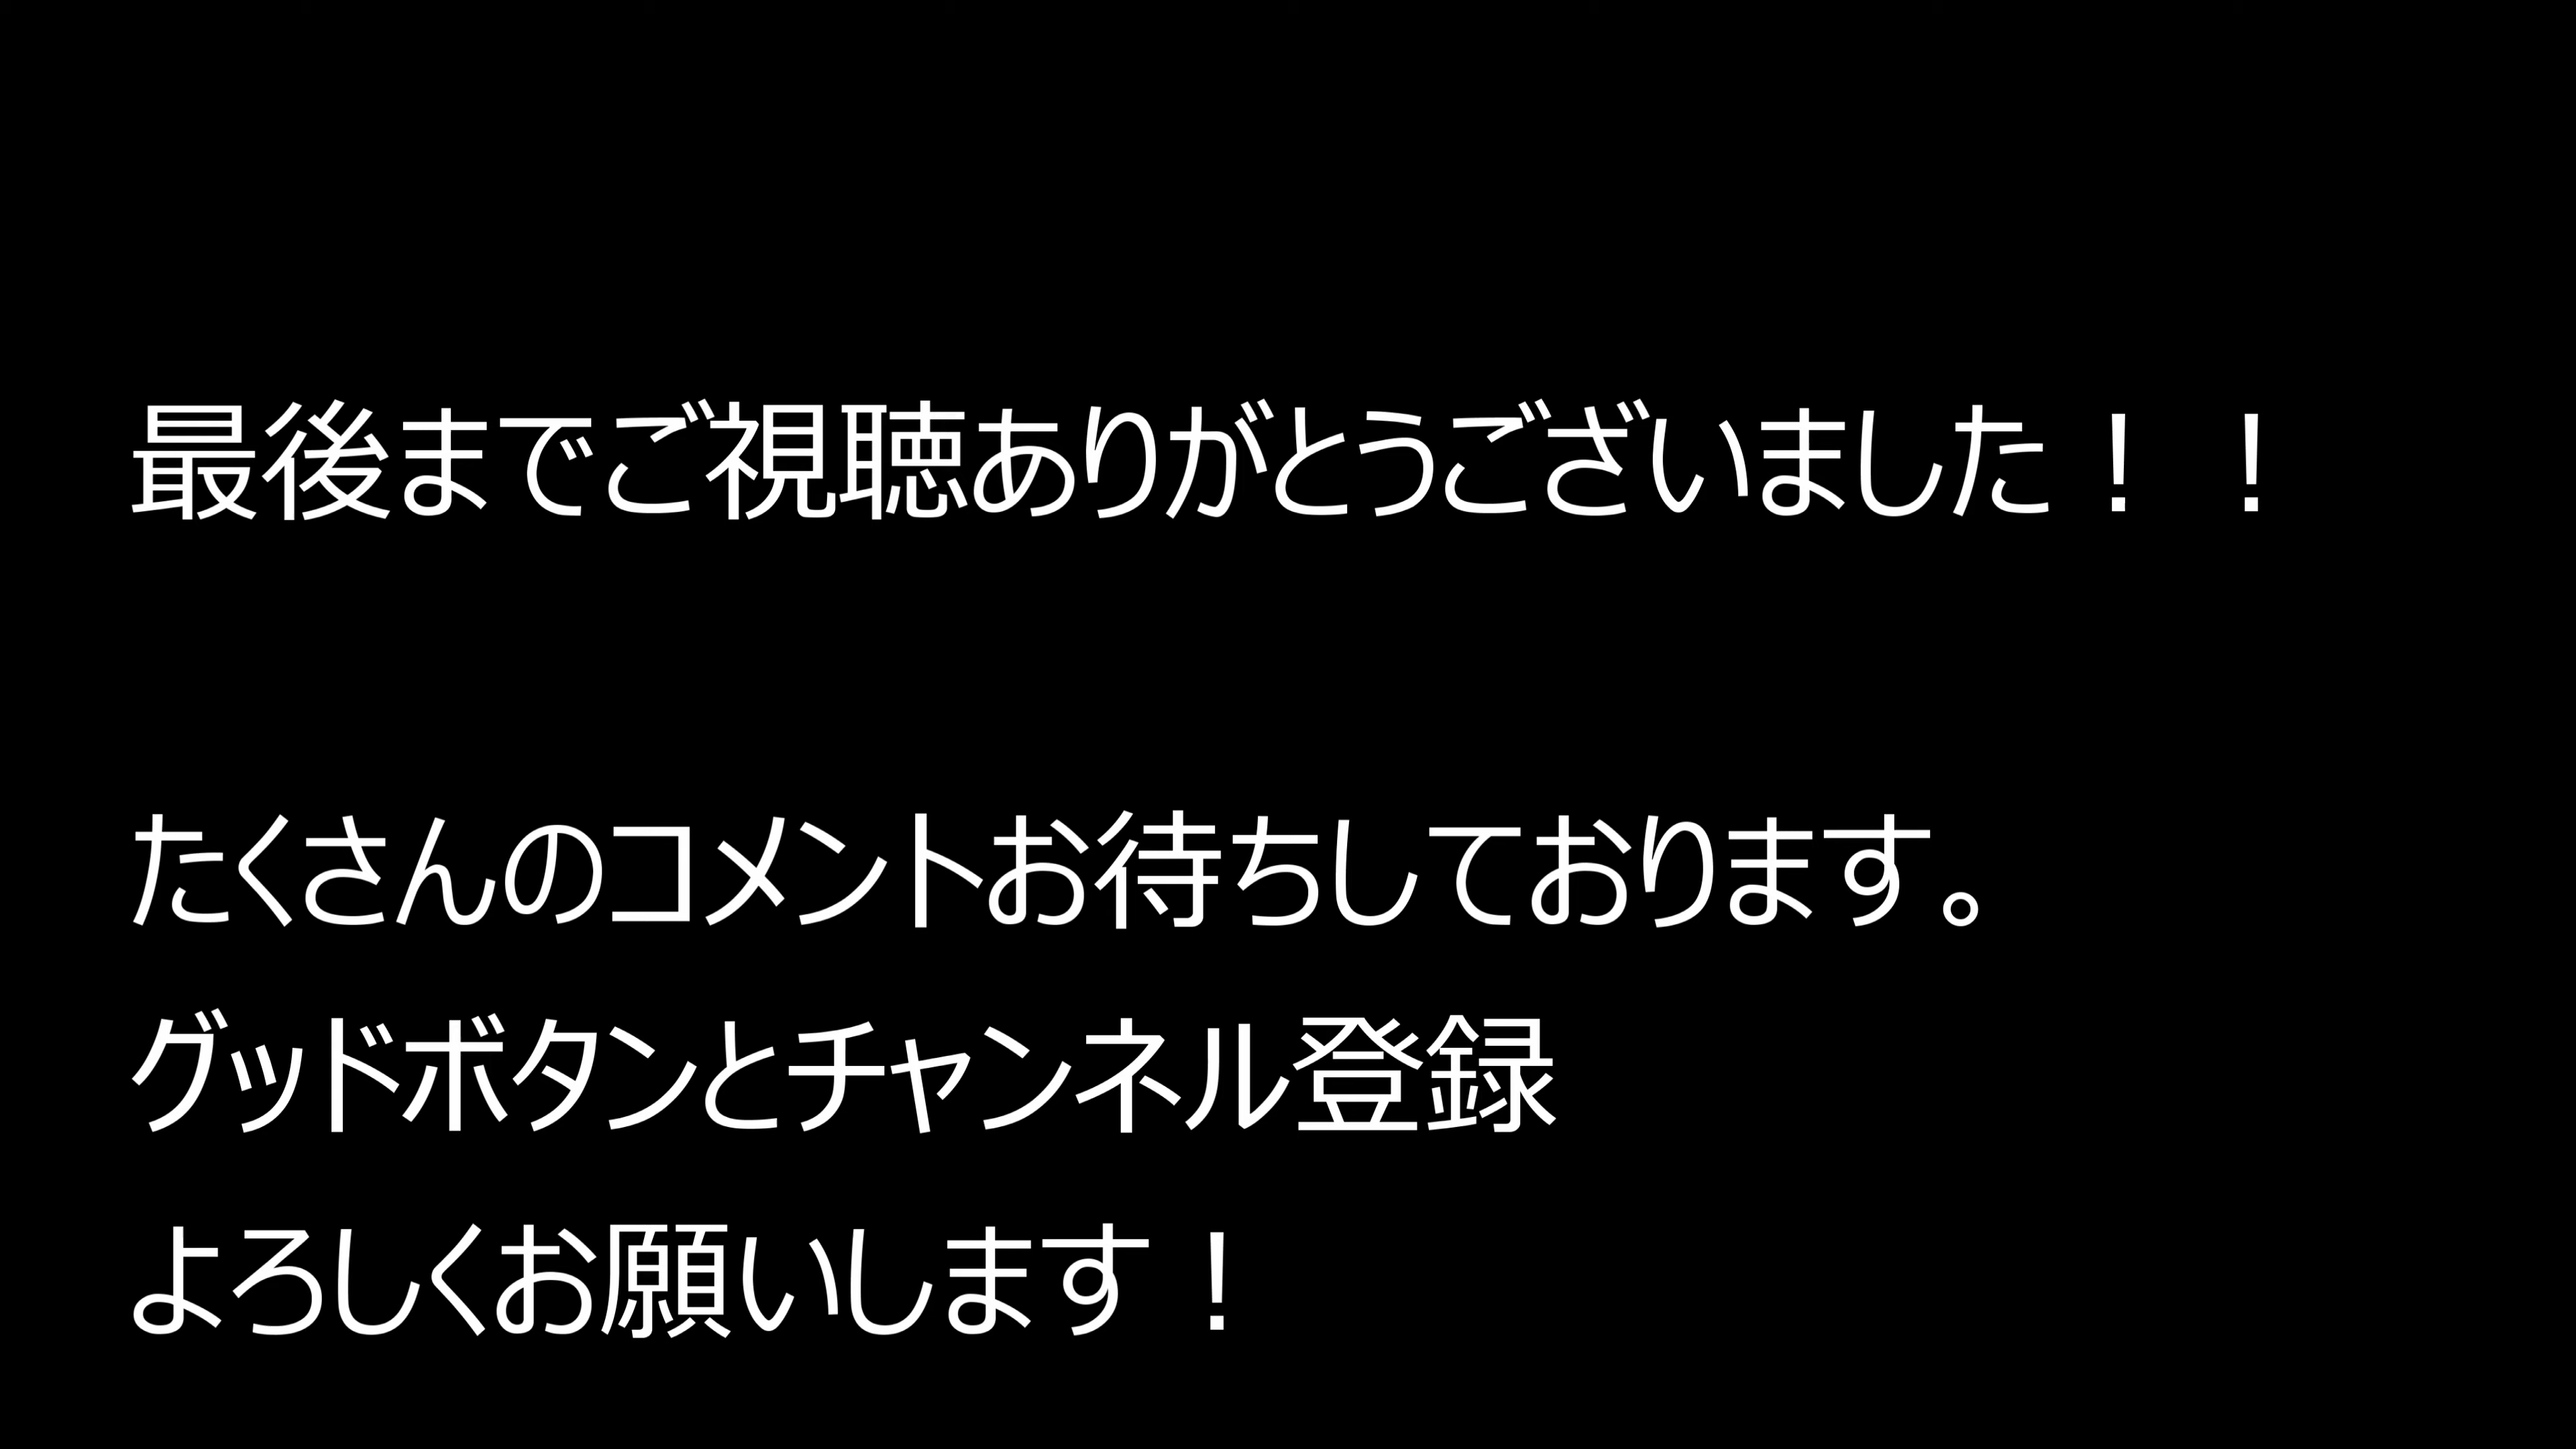 最後までご視聴ありがとうございました！！
たくさんのコメントお待ちしております。
グッドボタンとチャンネル登録
よろしくお願いします！